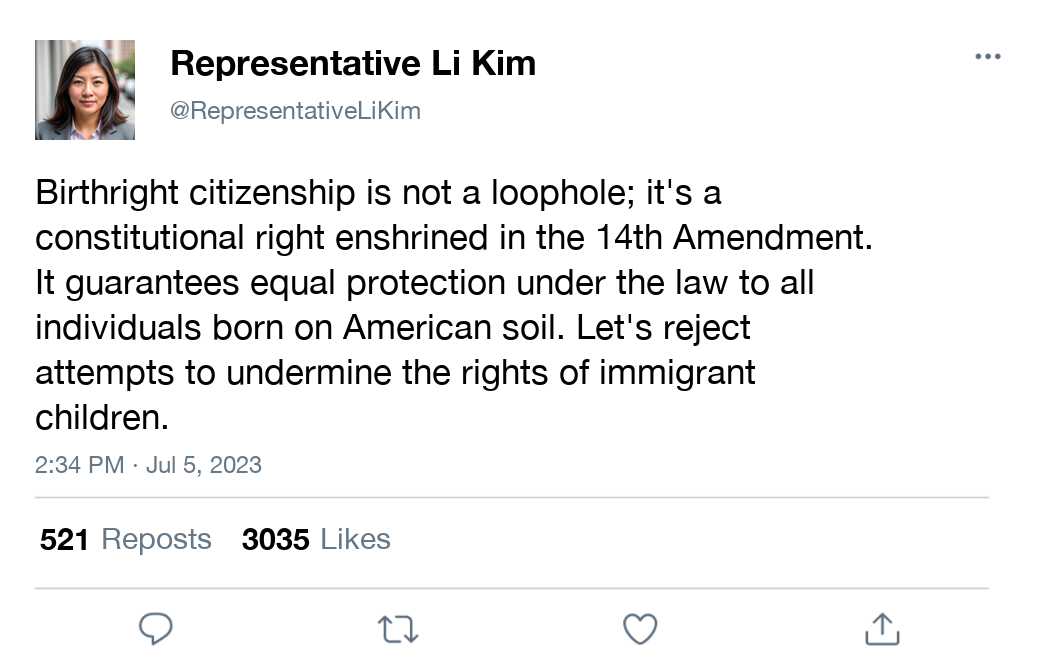 Representative Li Kim
@RepresentativeLiKim
Birthright citizenship is not a loophole; it's a
constitutional right enshrined in the 14th Amendment.
It guarantees equal protection under the law to all
individuals born on American soil. Let's reject
attempts to undermine the rights of immigrant
children.
2:34 PM · Jul 5, 2023
521 Reposts 3035 Likes